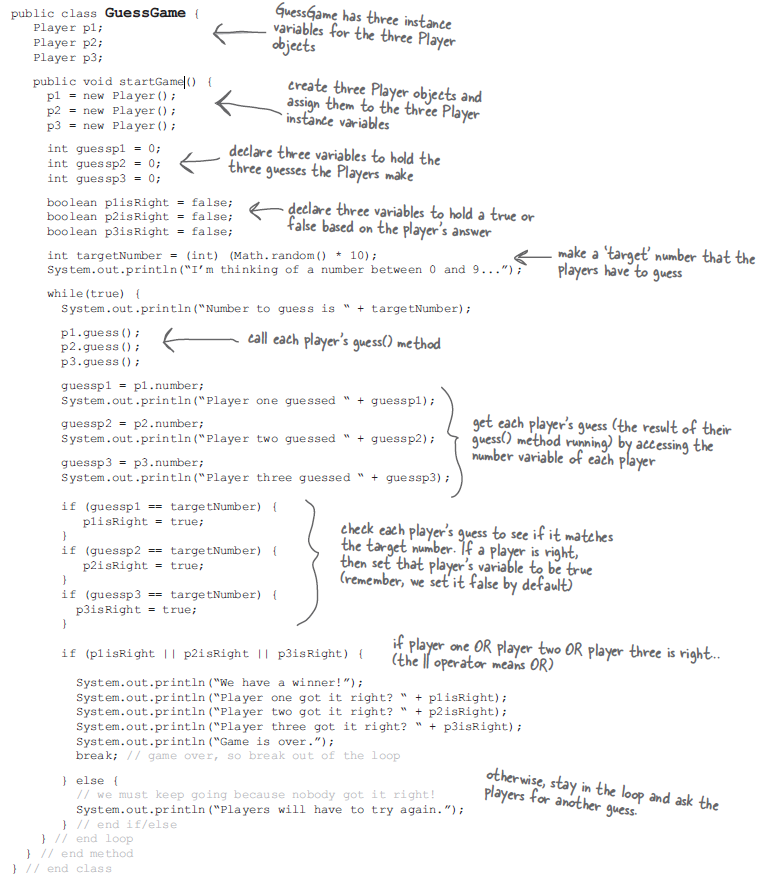 public class GuessGame {
Player p1;
Player p2;
Player p3;
GuessGame has three instance
variables for the three Player
objects
public void startGame() {
p1 = new Player();
p2 = new Player();
p3 = new Player();
create three Player objects and
assign them to the three Player
instance variables
int guessp1 = 0;
int guessp2 = 0;
int guessp3 = 0;
declare three variables to hold the
three guesses the Players make
boolean p1isRight = false;
boolean p2isRight = false;
boolean p3isRight = false;
declare three variables to hold a true or
false based on the player's answer
int targetNumber = (int) (Math.random() * 10);
System.out.println(“I’m thinking of a number between 0 and 9...”);
make a 'target' number that the
players have to guess
while(true) {
System.out.println(“Number to guess is “ + targetNumber);
p1.guess();
p2.guess();
p3.guess();
call each player's guess() method
guessp1 = p1.number;
System.out.println(“Player one guessed “ + guessp1);
guessp2 = p2.number;
System.out.println(“Player two guessed “ + guessp2);
guessp3 = p3.number;
System.out.println(“Player three guessed “ + guessp3);
get each player's guess (the result of their
guess() method running) by accessing the
number variable of each player
if (guessp1 == targetNumber) {
p1isRight = true;
}
if (guessp2 == targetNumber) {
p2isRight = true;
}
if (guessp3 == targetNumber) {
p3isRight = true;
}
check each player's guess to see if it matches
the target number. If a player is right,
then set that player's variable to be true
(remember, we set it false by default)
if (p1isRight || p2isRight || p3isRight) {
if player one OR player two OR player three is right...
(the || operator means OR)
System.out.println(“We have a winner!”);
System.out.println(“Player one got it right? “ + p1isRight);
System.out.println(“Player two got it right? “ + p2isRight);
System.out.println(“Player three got it right? “ + p3isRight);
System.out.println(“Game is over.”);
break; // game over, so break out of the loop
} else {
// we must keep going because nobody got it right!
System.out.println(“Players will have to try again.”);
} // end if/else
otherwise, stay in the loop and ask the
players for another guess.
} // end loop
} // end method
} // end class